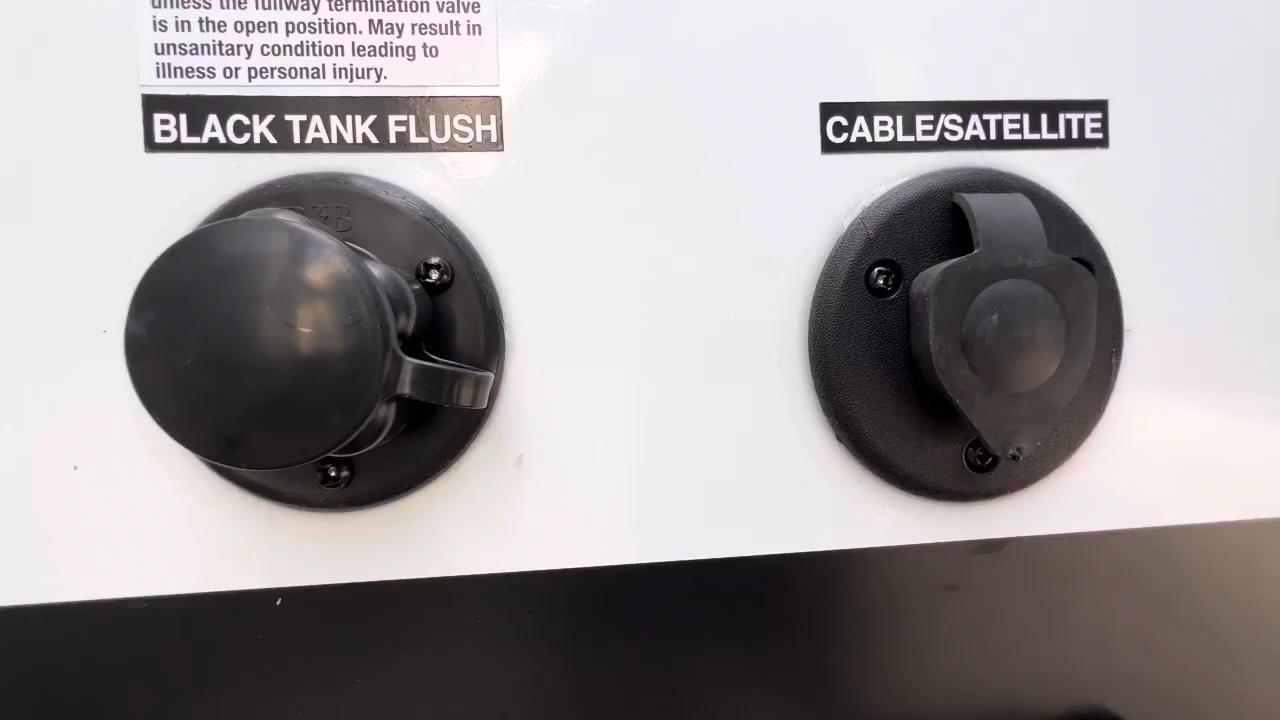 unless the fullway termination valve
is in the open position. May result in
unsanitary condition leading to
illness or personal injury.
BLACK TANK FLUSH
CABLE/SATELLITE